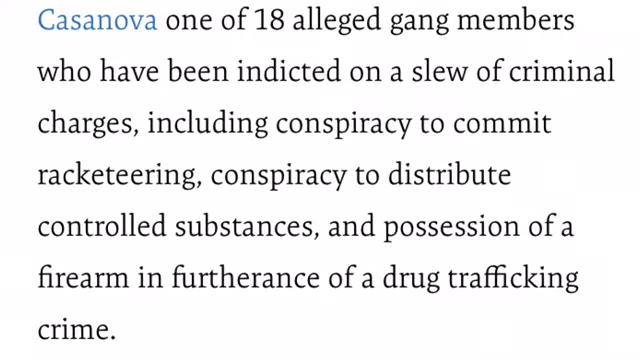 Casanova one of 18 alleged gang members
who have been indicted on a slew of criminal
charges, including conspiracy to commit
racketeering, conspiracy to distribute
controlled substances, and possession of a
firearm in furtherance of a drug trafficking
crime.